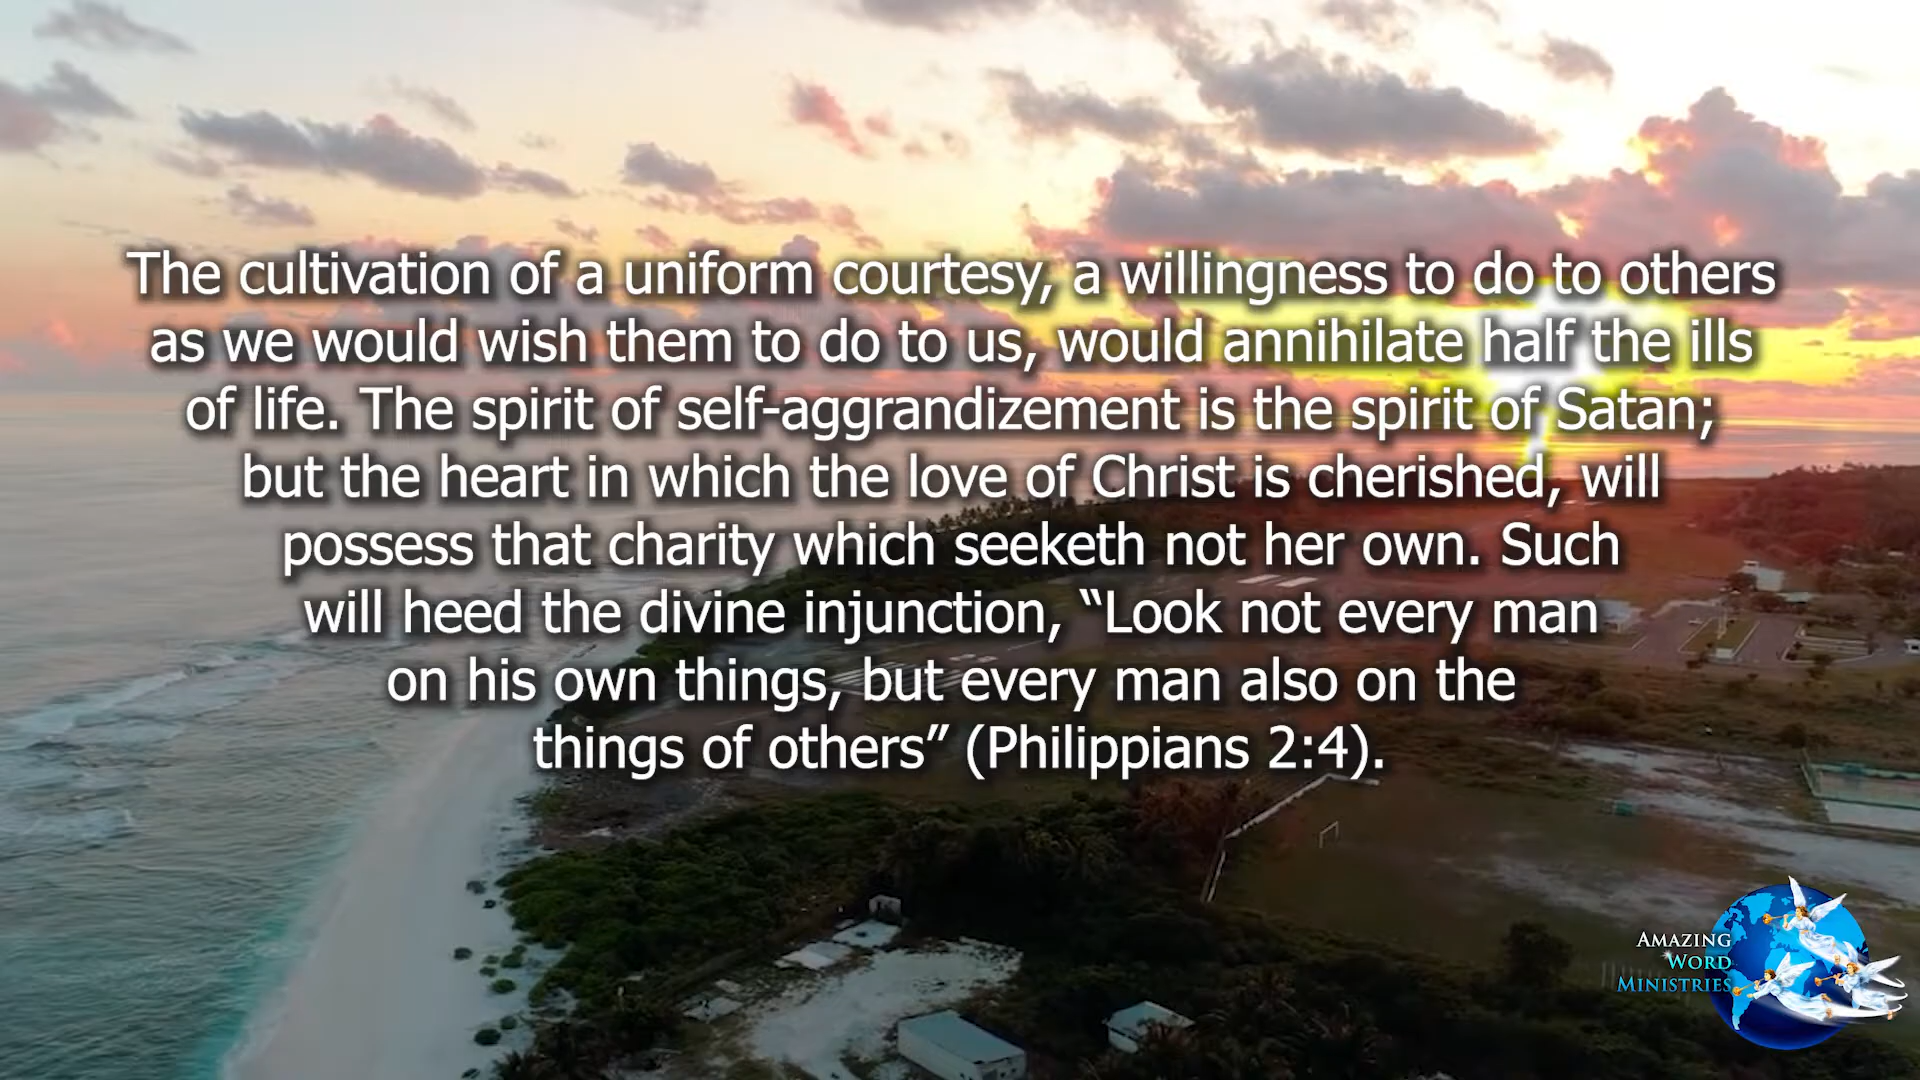 The cultivation of a uniform courtesy, a willingness to do to others
as we would wish them to do to us, would annihilate half the ills
of life. The spirit of self-aggrandizement is the spirit of Satan;
but the heart in which the love of Christ is cherished, will
possess that charity which seeketh not her own. Such
will heed the divine injunction, “Look not every man
on his own things, but every man also on the
things of others” (Philippians 2:4).
AMAZING
WORD
MINISTRIES